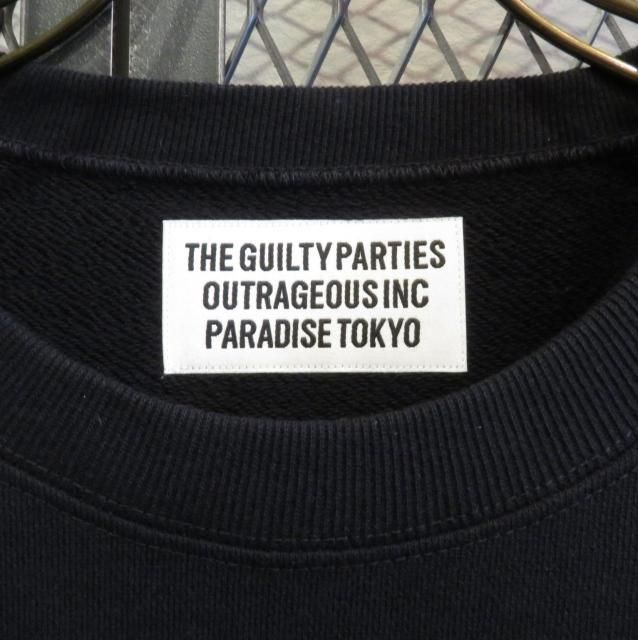 THE GUILTY PARTIES
OUTRAGEOUS INC
PARADISE TOKYO